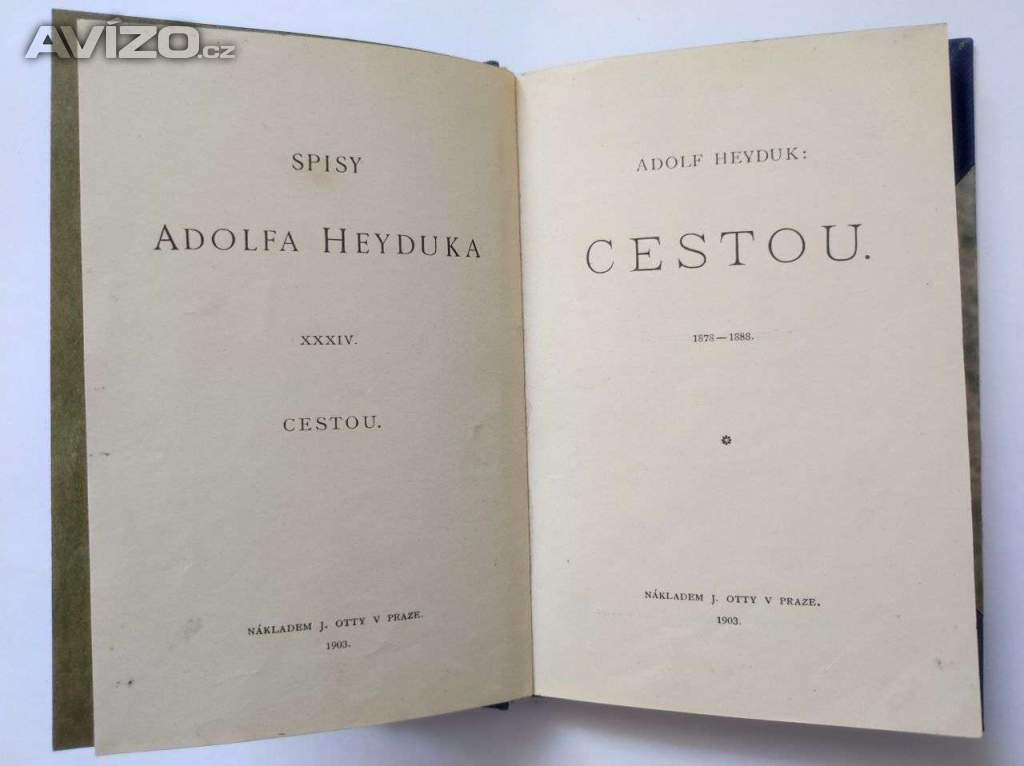 AVÍZO.cz
SPISY
ADOLFA HEYDUKA
XXXIV.
CESTOU.
NÁKLADEM J. OTTY V PRAZE.
1903.
ADOLF HEYDUK:
CESTOU.
1878—1888.
NÁKLADEM J. OTTY V PRAZE.
1903.